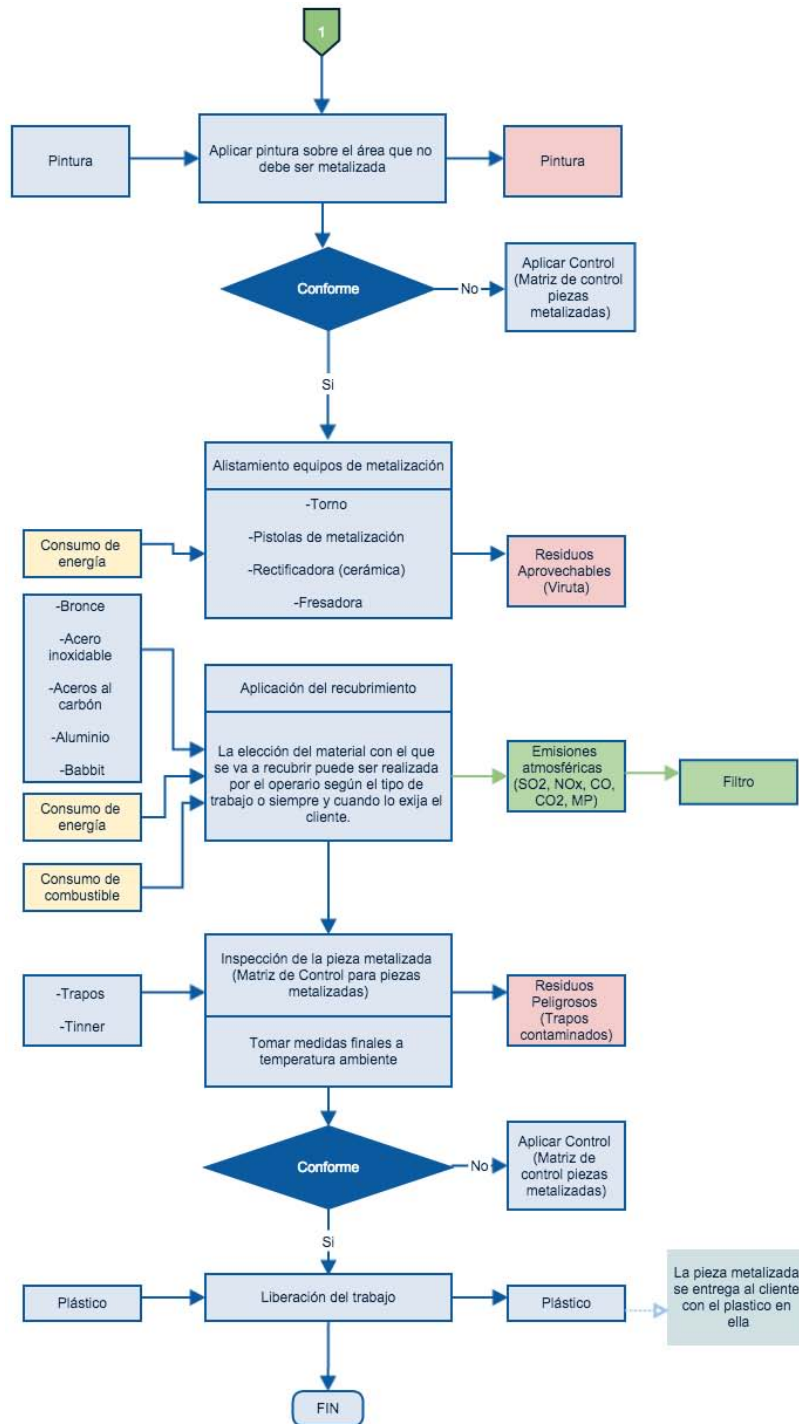 1
Pintura
Aplicar pintura sobre el área que no
debe ser metalizada
Pintura
Conforme
No
Aplicar Control
(Matriz de control
piezas
metalizadas)
Si
Alistamiento equipos de metalización
-Torno
-Pistolas de metalización
-Rectificadora (cerámica)
-Fresadora
Consumo de
energía
Residuos
Aprovechables
(Viruta)
-Bronce
-Acero
inoxidable
-Aceros al
carbón
-Aluminio
-Babbit
Consumo de
energía
Consumo de
combustible
Aplicación del recubrimiento
La elección del material con el que
se va a recubrir puede ser realizada
por el operario según el tipo de
trabajo o siempre y cuando lo exija el
cliente.
Emisiones
atmosféricas
(SO2, NOx, CO,
CO2, MP)
Filtro
-Trapos
-Tinner
Inspección de la pieza metalizada
(Matriz de Control para piezas
metalizadas)
Tomar medidas finales a
temperatura ambiente
Residuos
Peligrosos
(Trapos
contaminados)
Conforme
No
Aplicar Control
(Matriz de
control piezas
metalizadas)
Si
Plástico
Liberación del trabajo
Plástico
La pieza metalizada
se entrega al cliente
con el plastico en
ella
FIN